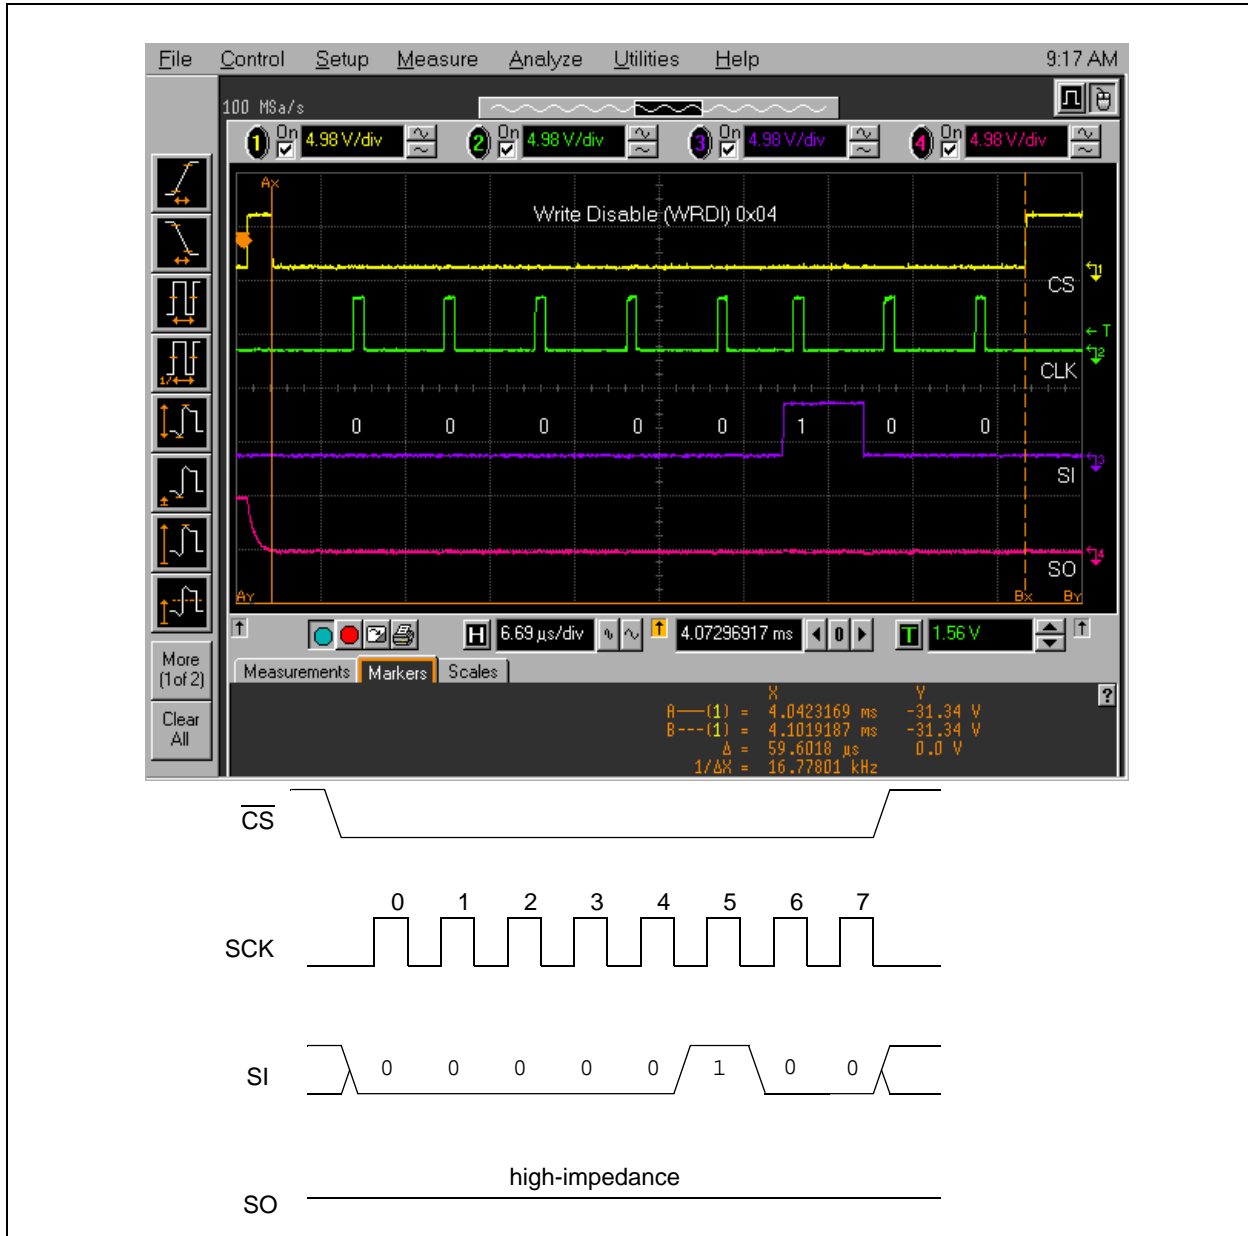 File Control Setup Measure Analyze Utilities Help 9:17 AM
100 MSa/s
1 On 4.98 V/div 2 On 4.98 V/div 3 On 4.98 V/div 4 On 4.98 V/div
Ax
Write Disable (WRDI) 0x04
1
CS
T
2
CLK
0 0 0 0 0 1 0 0
3
SI
4
SO
Ay Bx By
H 6.69 µs/div 4.07296917 ms 0 T 1.56 V
More
(1 of 2)
Clear
All
Measurements Markers Scales
?
X Y
A———(1) = 4.0423169 ms -31.34 V
B---(1) = 4.1019187 ms -31.34 V
Δ = 59.6018 µs 0.0 V
1/ΔX = 16.77801 kHz
CS
0 1 2 3 4 5 6 7
SCK
SI 0 0 0 0 0 1 0 0
high-impedance
SO